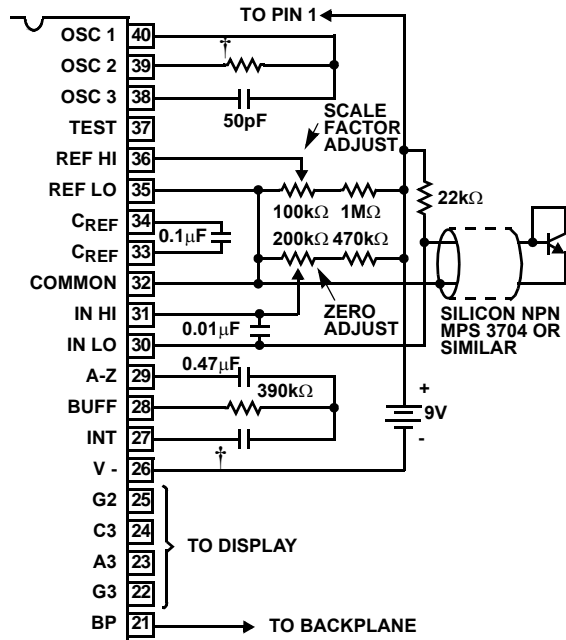 TO PIN 1
OSC 1 40
OSC 2 39 †
OSC 3 38
50pF
TEST 37
SCALE
FACTOR
ADJUST
REF HI 36
REF LO 35
100kΩ 1MΩ
22kΩ
CREF 34
0.1μF
CREF 33
200kΩ 470kΩ
COMMON 32
IN HI 31
ZERO
ADJUST
0.01μF
IN LO 30
SILICON NPN
MPS 3704 OR
SIMILAR
A-Z 29
0.47μF
BUFF 28
390kΩ
INT 27
†
+
9V
-
V - 26
G2 25
C3 24
TO DISPLAY
A3 23
G3 22
BP 21
TO BACKPLANE